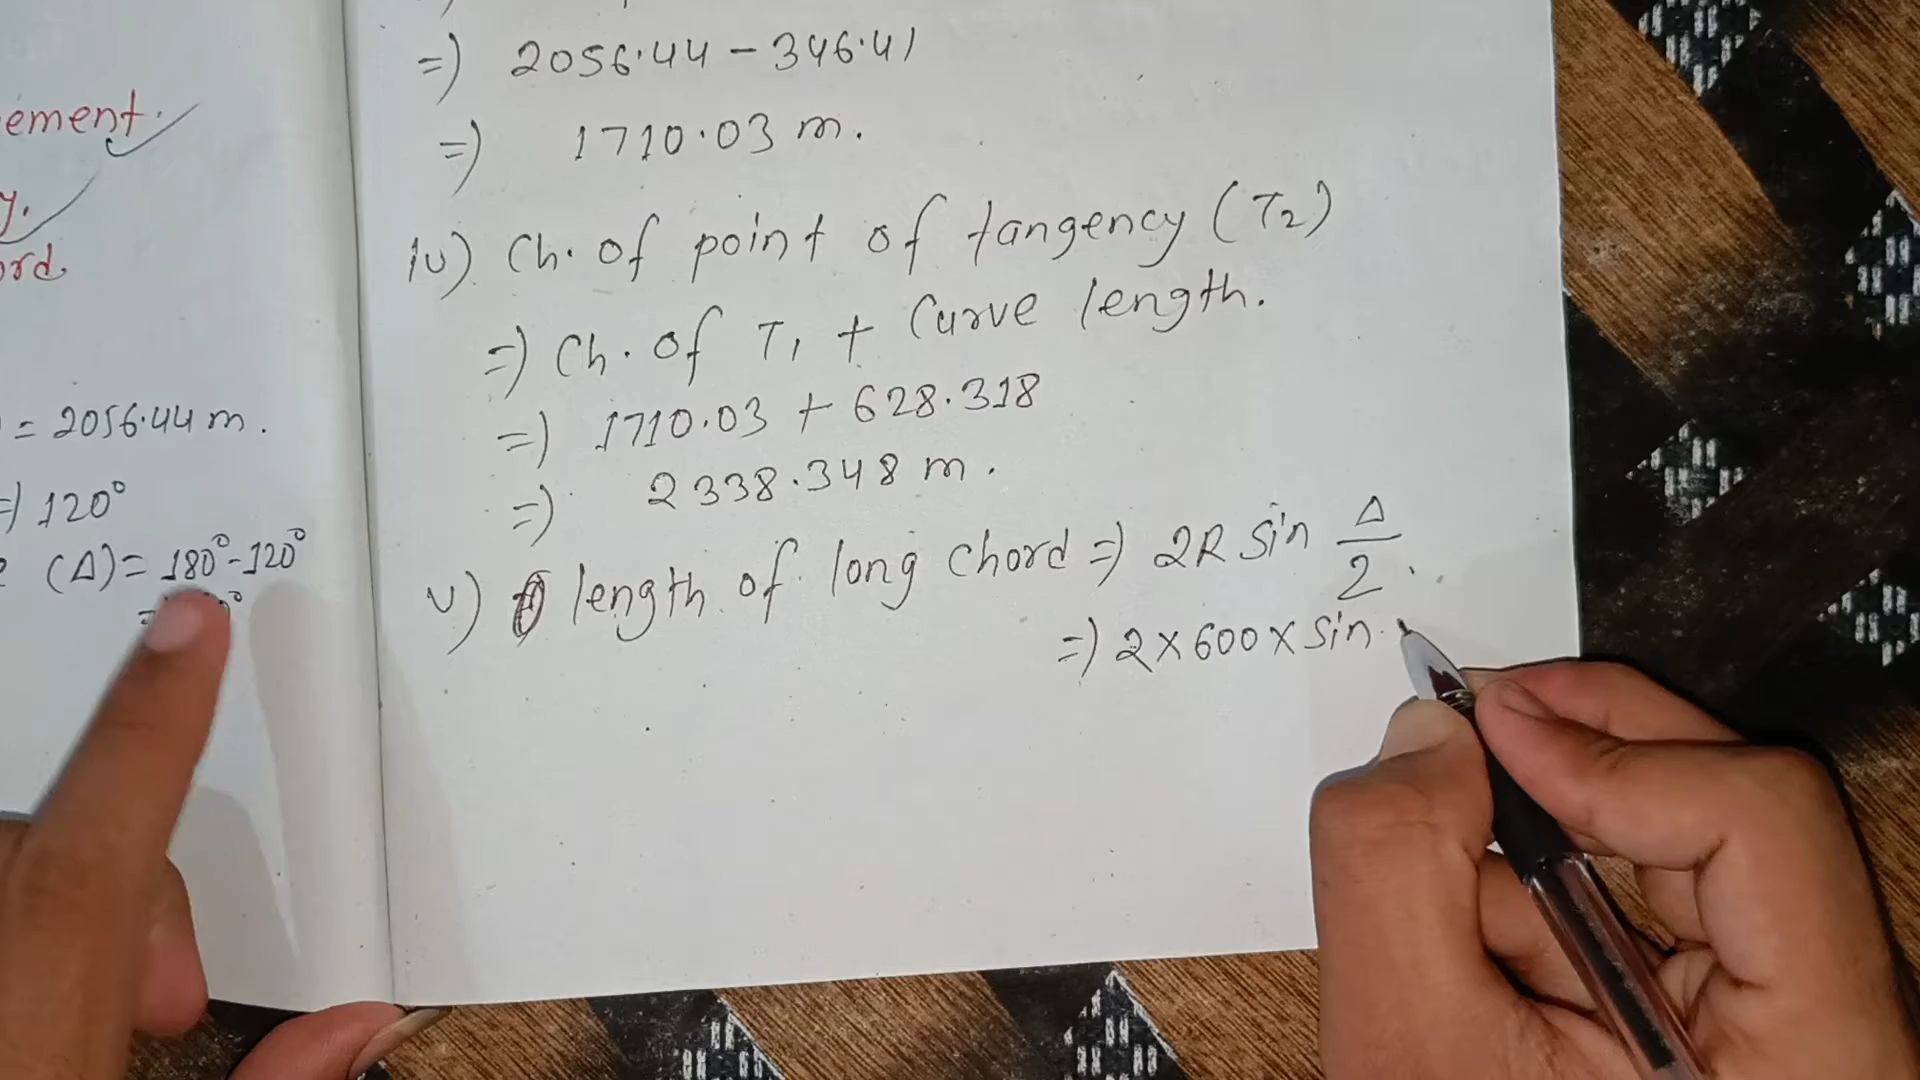 ement.
y.
ord.
= 2056.44 m.
=) 120°
(Δ) = 180° - 120°
=) 2056.44 - 346.41
=) 1710.03 m.
iv) Ch. of point of tangency (T2)
=) Ch. of T1 + Curve length.
=) 1710.03 + 628.318
=) 2338.348 m.
v) length of long chord =) 2R Sin Δ/2.
=) 2 x 600 x Sin